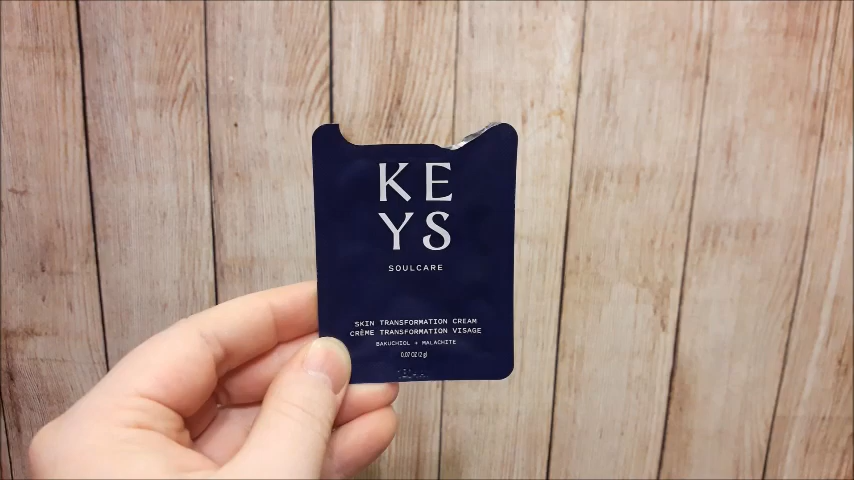 KE
YS
SOULCARE
SKIN TRANSFORMATION CREAM
CRÈME TRANSFORMATION VISAGE
BAKUCHIOL + MALACHITE
0.07 OZ (2 g)